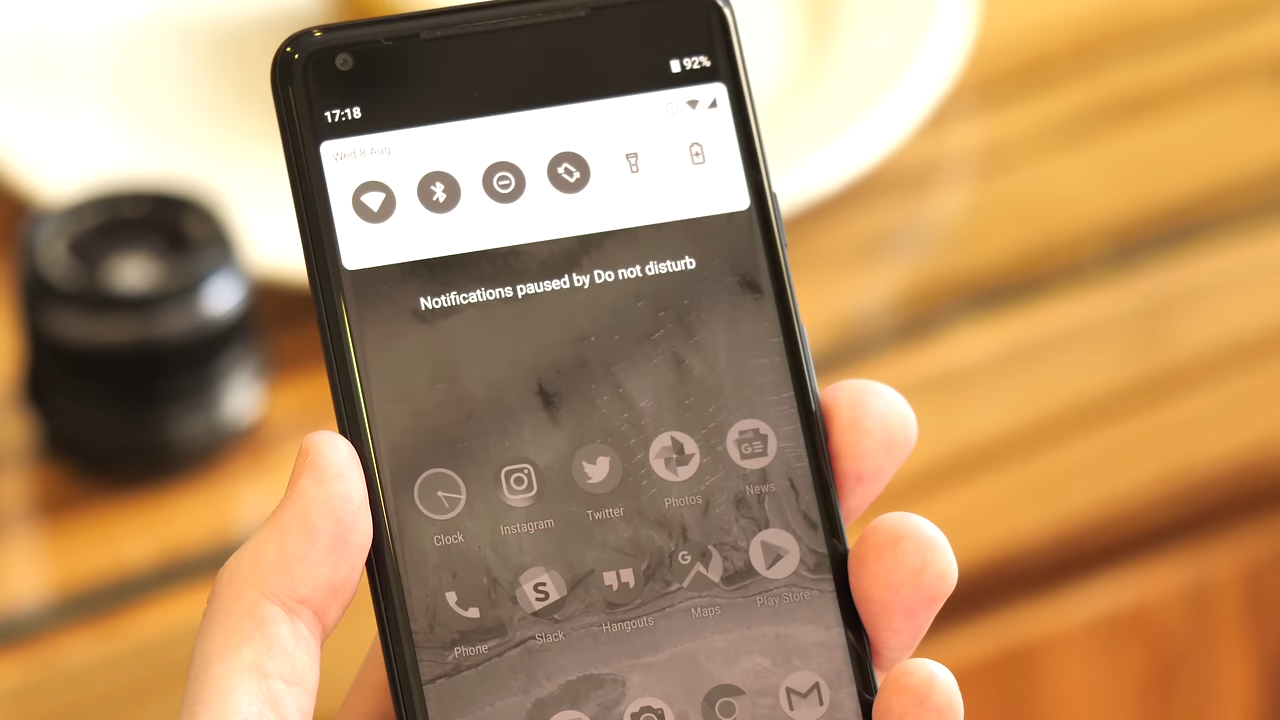 92%
17:18
Wed 8 Aug
Notifications paused by Do not disturb
Clock Instagram Twitter Photos News
Phone Slack Hangouts Maps Play Store